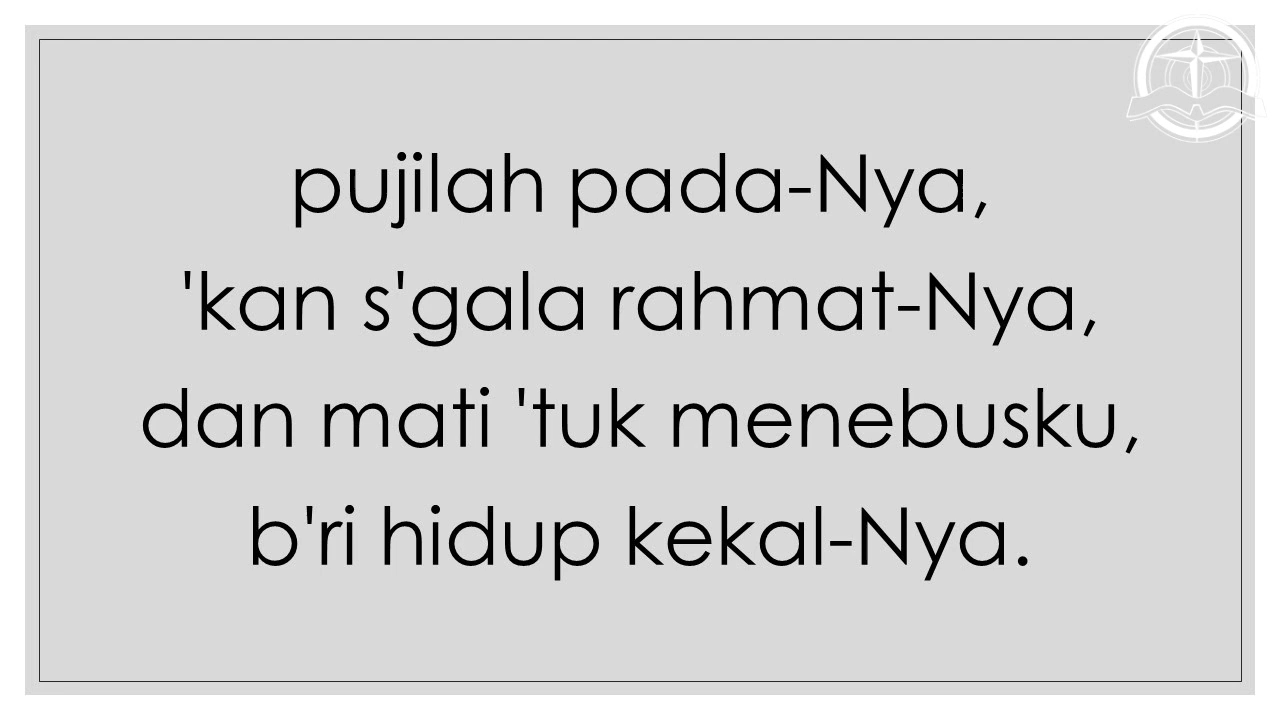 pujilah pada-Nya,
'kan s'gala rahmat-Nya,
dan mati 'tuk menebusku,
b'ri hidup kekal-Nya.